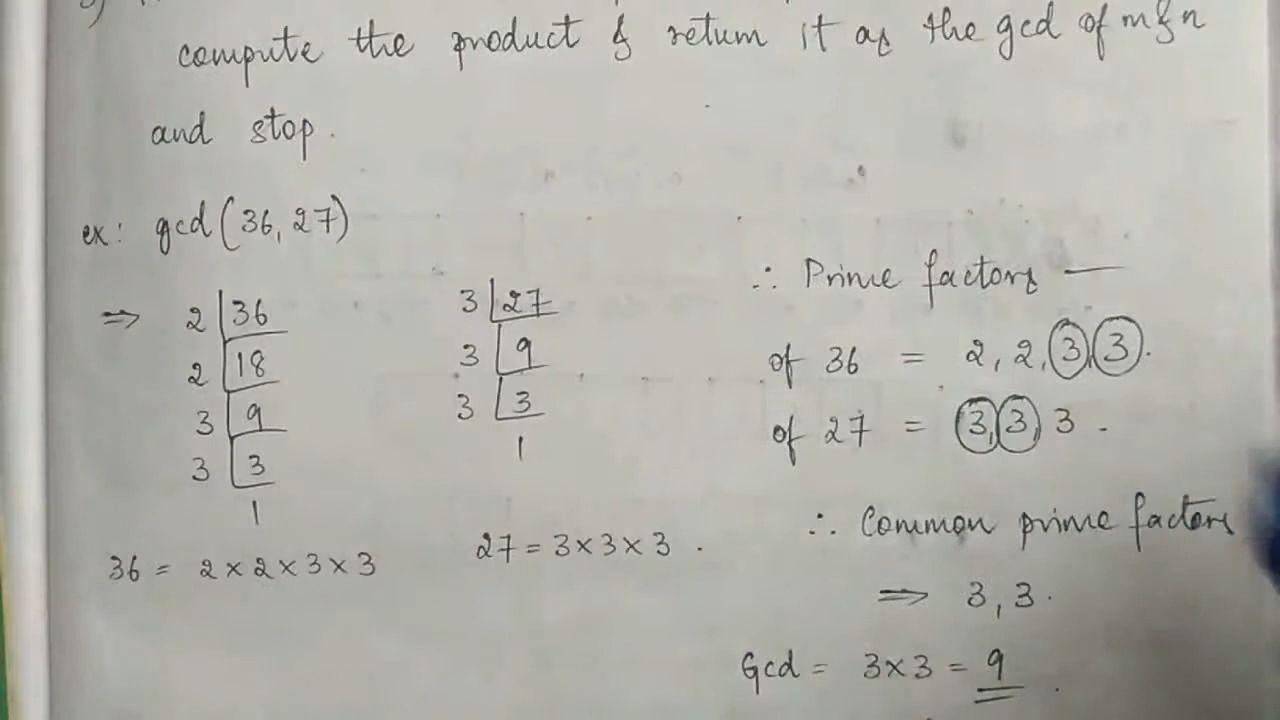 compute the product & return it as the gcd of m & n
and stop.
ex: gcd (36, 27)
⇒ 2 | 36
2 | 18
3 | 9
3 | 3
1
36 = 2 × 2 × 3 × 3
3 | 27
3 | 9
3 | 3
1
27 = 3 × 3 × 3 .
∴ Prime factors —
of 36 = 2, 2, 3, 3.
of 27 = 3, 3, 3 .
∴ Common prime factors
⇒ 3, 3.
Gcd = 3×3 = 9 .